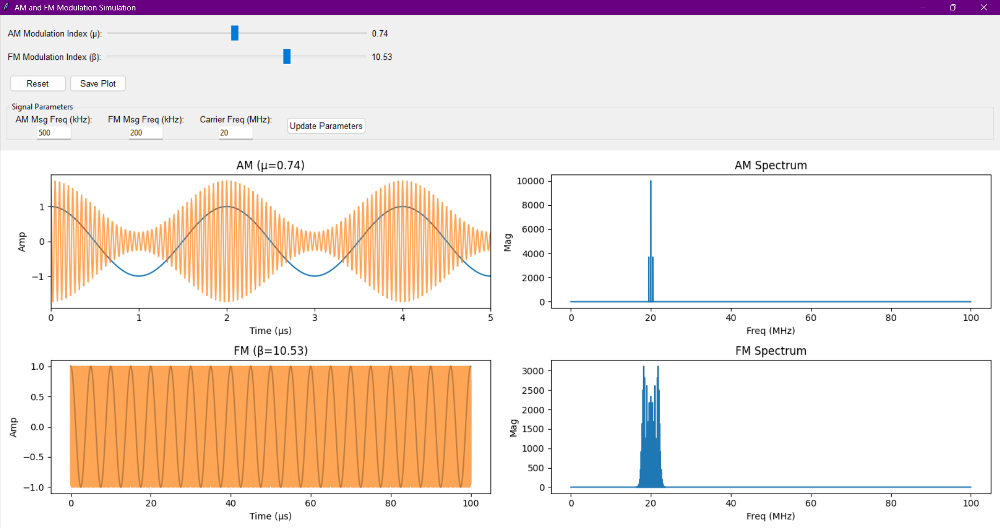 AM and FM Modulation Simulation
AM Modulation Index (μ): 0.74
FM Modulation Index (β): 10.53
Reset Save Plot
Signal Parameters
AM Msg Freq (kHz): FM Msg Freq (kHz): Carrier Freq (MHz):
500 200 20 Update Parameters
AM (μ=0.74)
1
0
−1
Amp
0 1 2 3 4 5
Time (μs)
AM Spectrum
10000
8000
6000
4000
2000
0
Mag
0 20 40 60 80 100
Freq (MHz)
FM (β=10.53)
1.0
0.5
0.0
−0.5
−1.0
Amp
0 20 40 60 80 100
Time (μs)
FM Spectrum
3000
2500
2000
1500
1000
500
0
Mag
0 20 40 60 80 100
Freq (MHz)